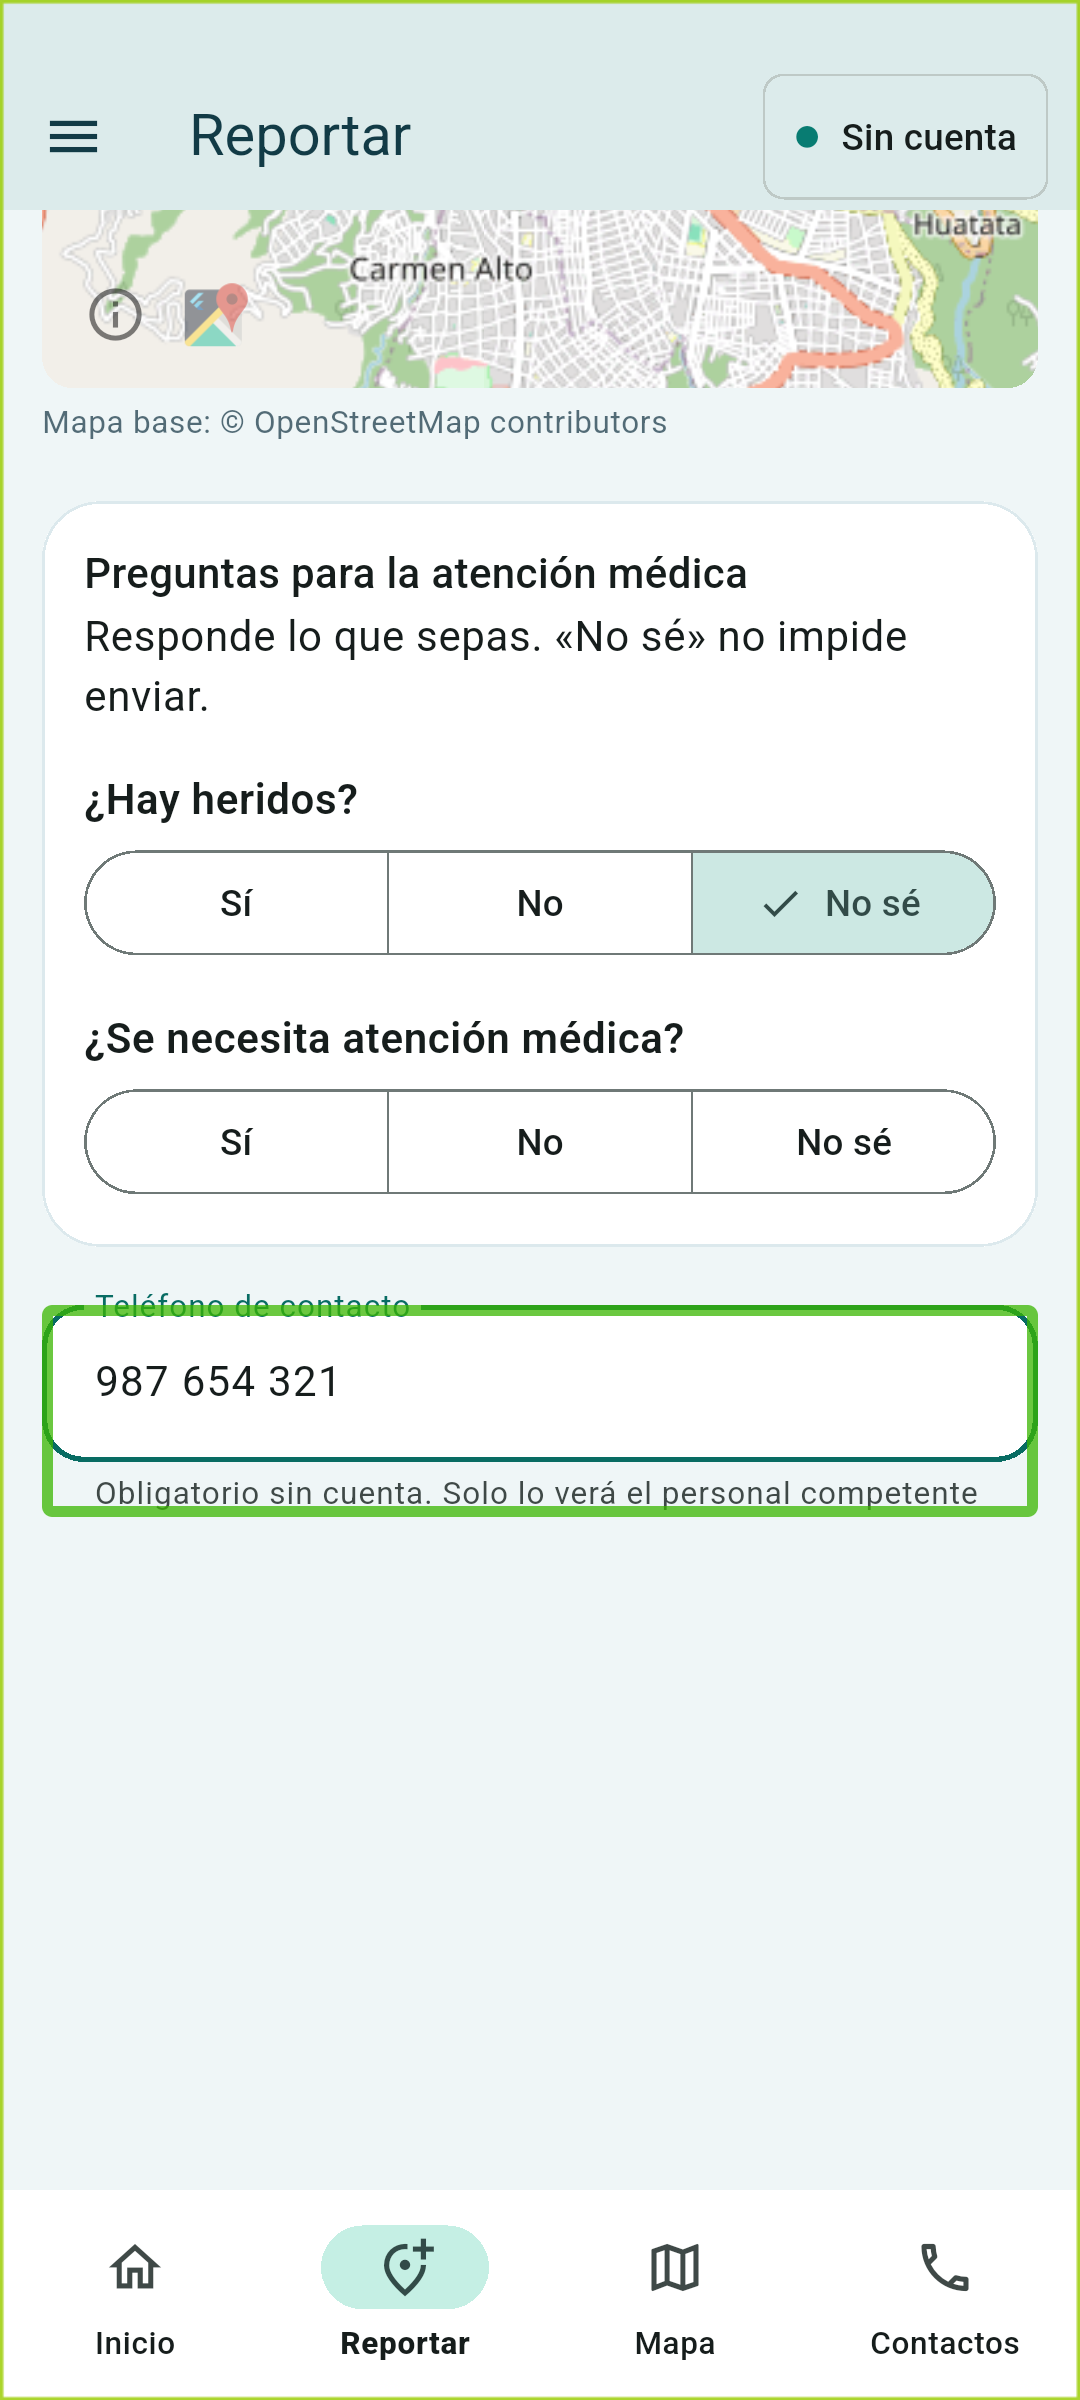 Reportar
Sin cuenta
Huatata
Carmen Alto
Mapa base: © OpenStreetMap contributors
Preguntas para la atención médica
Responde lo que sepas. «No sé» no impide
enviar.
¿Hay heridos?
Sí
No
No sé
¿Se necesita atención médica?
Sí
No
No sé
Teléfono de contacto
987 654 321
Obligatorio sin cuenta. Solo lo verá el personal competente
Inicio
Reportar
Mapa
Contactos